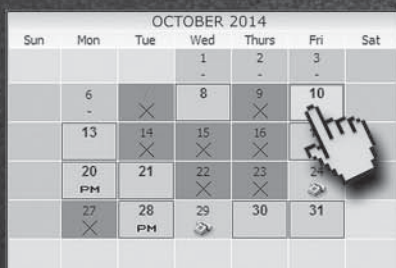 OCTOBER 2014
Sun Mon Tue Wed Thurs Fri Sat
1 2 3
- - -
6 8 9 10
-
13 14 15 16
20 21 22 23 24
PM
27 28 29 30 31
PM